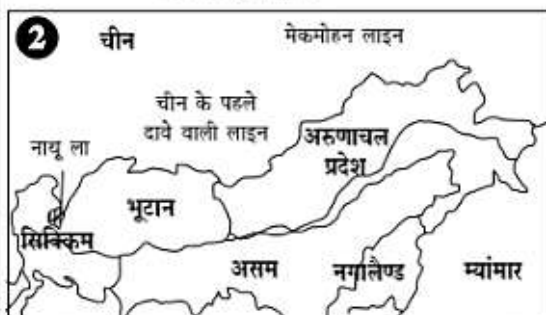 2
चीन
मेकमोहन लाइन
चीन के पहले
दावे वाली लाइन
नाथू ला
अरुणाचल
प्रदेश
भूटान
सिक्किम
असम
नगालैण्ड
म्यांमार